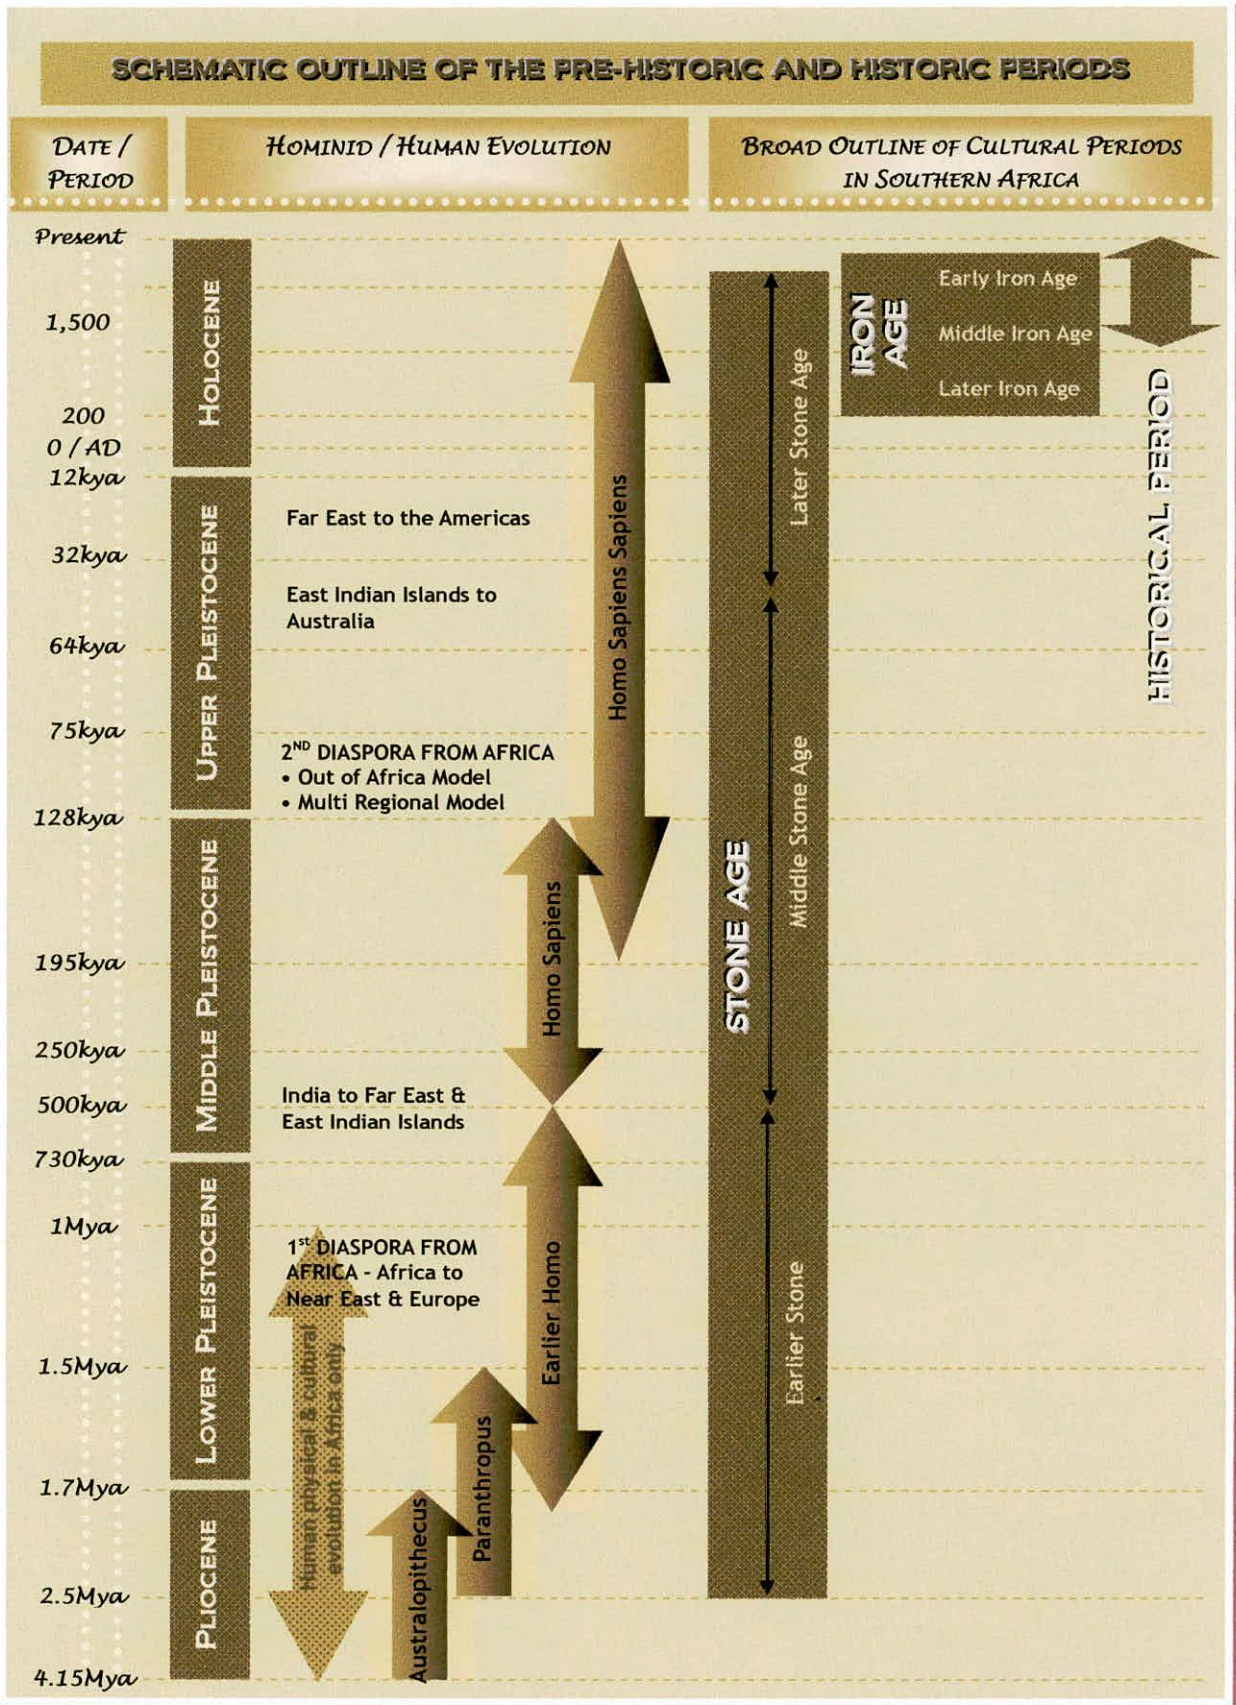 SCHEMATIC OUTLINE OF THE PRE-HISTORIC AND HISTORIC PERIODS
DATE /
PERIOD
HOMINID / HUMAN EVOLUTION
BROAD OUTLINE OF CULTURAL PERIODS
IN SOUTHERN AFRICA
Present
1,500
200
0 / AD
12kya
32kya
64kya
75kya
128kya
195kya
250kya
500kya
730kya
1Mya
1.5Mya
1.7Mya
2.5Mya
4.15Mya
HOLOCENE
UPPER PLEISTOCENE
MIDDLE PLEISTOCENE
LOWER PLEISTOCENE
PLIOCENE
Far East to the Americas
East Indian Islands to
Australia
2ND DIASPORA FROM AFRICA
• Out of Africa Model
• Multi Regional Model
India to Far East &
East Indian Islands
1st DIASPORA FROM
AFRICA - Africa to
Near East & Europe
Human physical & cultural
evolution in Africa only
Australopithecus
Paranthropus
Earlier Homo
Homo Sapiens
Homo Sapiens Sapiens
STONE AGE
Later Stone Age
Middle Stone Age
Earlier Stone
IRON
AGE
Early Iron Age
Middle Iron Age
Later Iron Age
HISTORICAL PERIOD